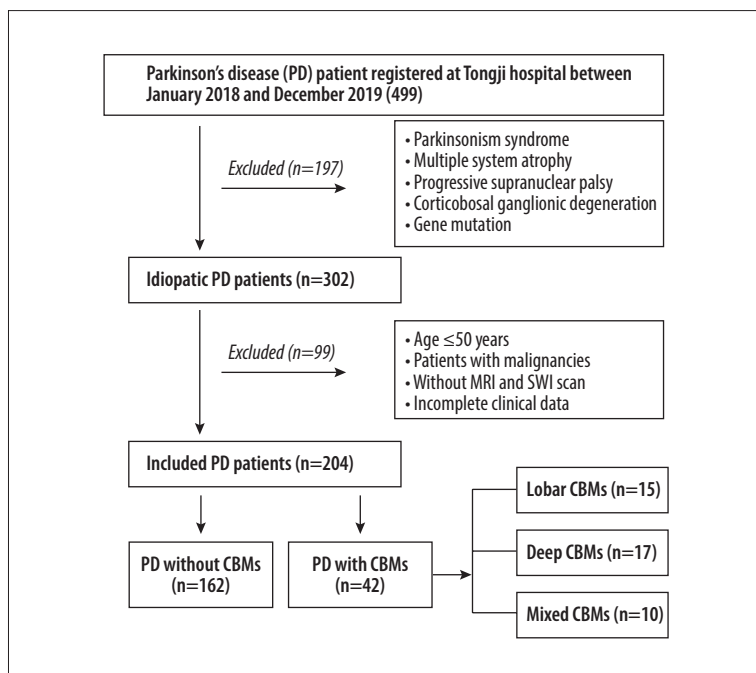 Parkinson's disease (PD) patient registered at Tongji hospital between
January 2018 and December 2019 (499)
Excluded (n=197)
• Parkinsonism syndrome
• Multiple system atrophy
• Progressive supranuclear palsy
• Corticobosal ganglionic degeneration
• Gene mutation
Idiopatic PD patients (n=302)
Excluded (n=99)
• Age ≤50 years
• Patients with malignancies
• Without MRI and SWI scan
• Incomplete clinical data
Included PD patients (n=204)
PD without CBMs
(n=162)
PD with CBMs
(n=42)
Lobar CBMs (n=15)
Deep CBMs (n=17)
Mixed CBMs (n=10)